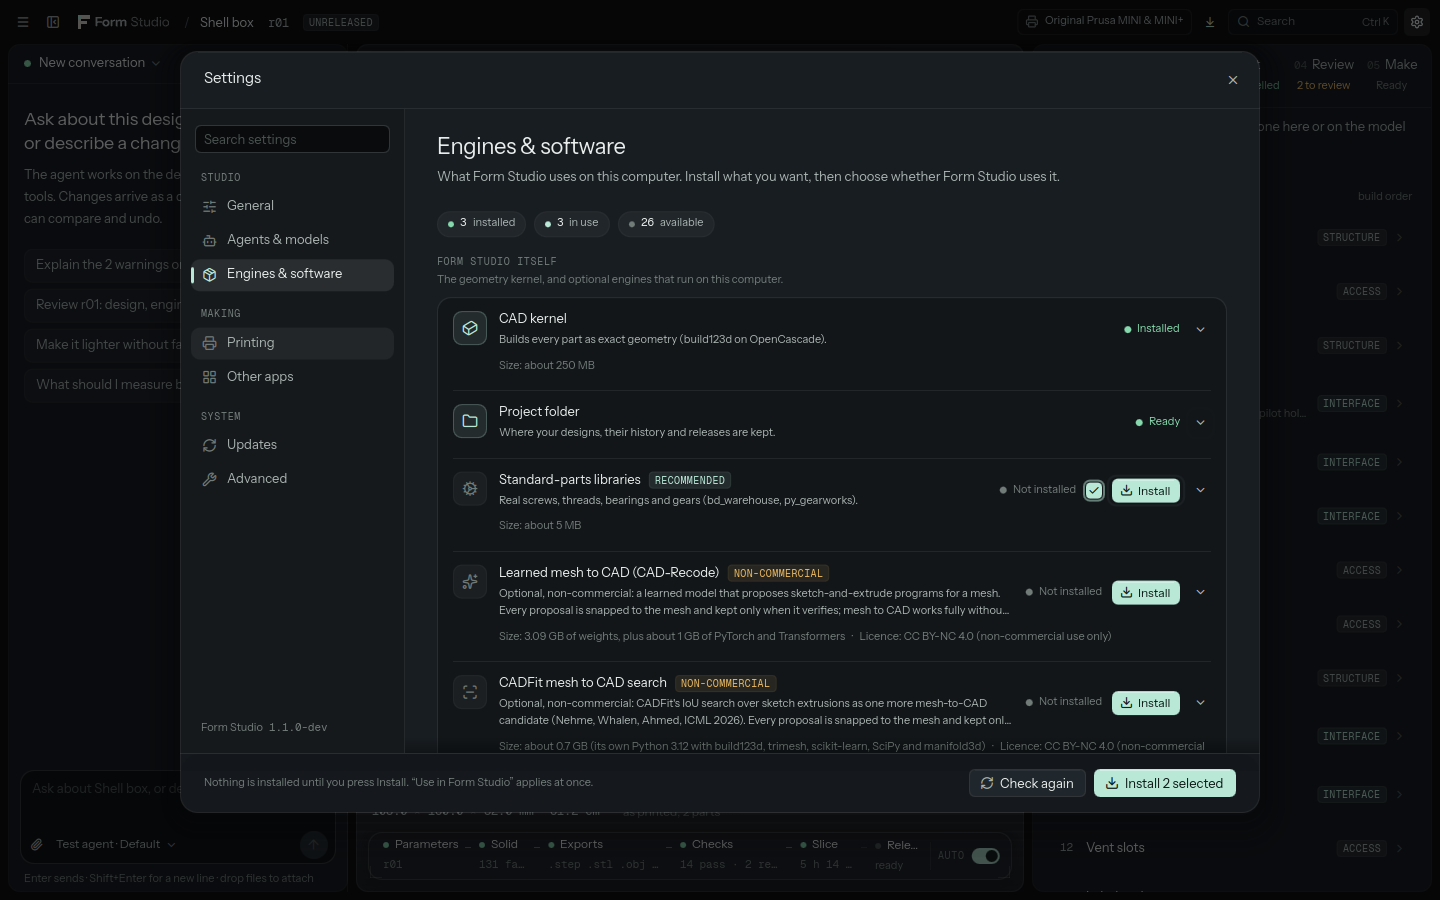 Form Studio / Shell box r01 UNRELEASED
Original Prusa MINI & MINI+
Search Ctrl K
New conversation
04 Review 05 Make
2 to review Ready
Ask about this desig
or describe a chang
The agent works on the de
tools. Changes arrive as a c
can compare and undo.
Explain the 2 warnings o
Review r01: design, engin
Make it lighter without fa
What should I measure b
Settings
Search settings
STUDIO
General
Agents & models
Engines & software
MAKING
Printing
Other apps
SYSTEM
Updates
Advanced
Form Studio 1.1.0-dev
Engines & software
What Form Studio uses on this computer. Install what you want, then choose whether Form Studio uses it.
3 installed
3 in use
26 available
FORM STUDIO ITSELF
The geometry kernel, and optional engines that run on this computer.
CAD kernel
Builds every part as exact geometry (build123d on OpenCascade).
Size: about 250 MB
Installed
Project folder
Where your designs, their history and releases are kept.
Ready
Standard-parts libraries RECOMMENDED
Real screws, threads, bearings and gears (bd_warehouse, py_gearworks).
Size: about 5 MB
Not installed
Install
Learned mesh to CAD (CAD-Recode) NON-COMMERCIAL
Optional, non-commercial: a learned model that proposes sketch-and-extrude programs for a mesh.
Every proposal is snapped to the mesh and kept only when it verifies; mesh to CAD works fully withou...
Size: 3.09 GB of weights, plus about 1 GB of PyTorch and Transformers · Licence: CC BY-NC 4.0 (non-commercial use only)
Not installed
Install
CADFit mesh to CAD search NON-COMMERCIAL
Optional, non-commercial: CADFit's IoU search over sketch extrusions as one more mesh-to-CAD
candidate (Nehme, Whalen, Ahmed, ICML 2026). Every proposal is snapped to the mesh and kept onl...
Size: about 0.7 GB (its own Python 3.12 with build123d, trimesh, scikit-learn, SciPy and manifold3d) · Licence: CC BY-NC 4.0 (non-commercial
Not installed
Install
Nothing is installed until you press Install. “Use in Form Studio” applies at once.
Check again
Install 2 selected
one here or on the model
build order
STRUCTURE
ACCESS
STRUCTURE
INTERFACE
pilot hol...
INTERFACE
INTERFACE
ACCESS
ACCESS
STRUCTURE
INTERFACE
INTERFACE
12 Vent slots ACCESS
Ask about Shell box, or de
Test agent · Default
Enter sends · Shift+Enter for a new line · drop files to attach
as printed, 2 parts
Parameters ...
r01
Solid ...
131 fa...
Exports ...
.step .stl .obj ...
Checks ...
14 pass · 2 re...
Slice ...
5 h 14 ...
Rele...
ready
AUTO